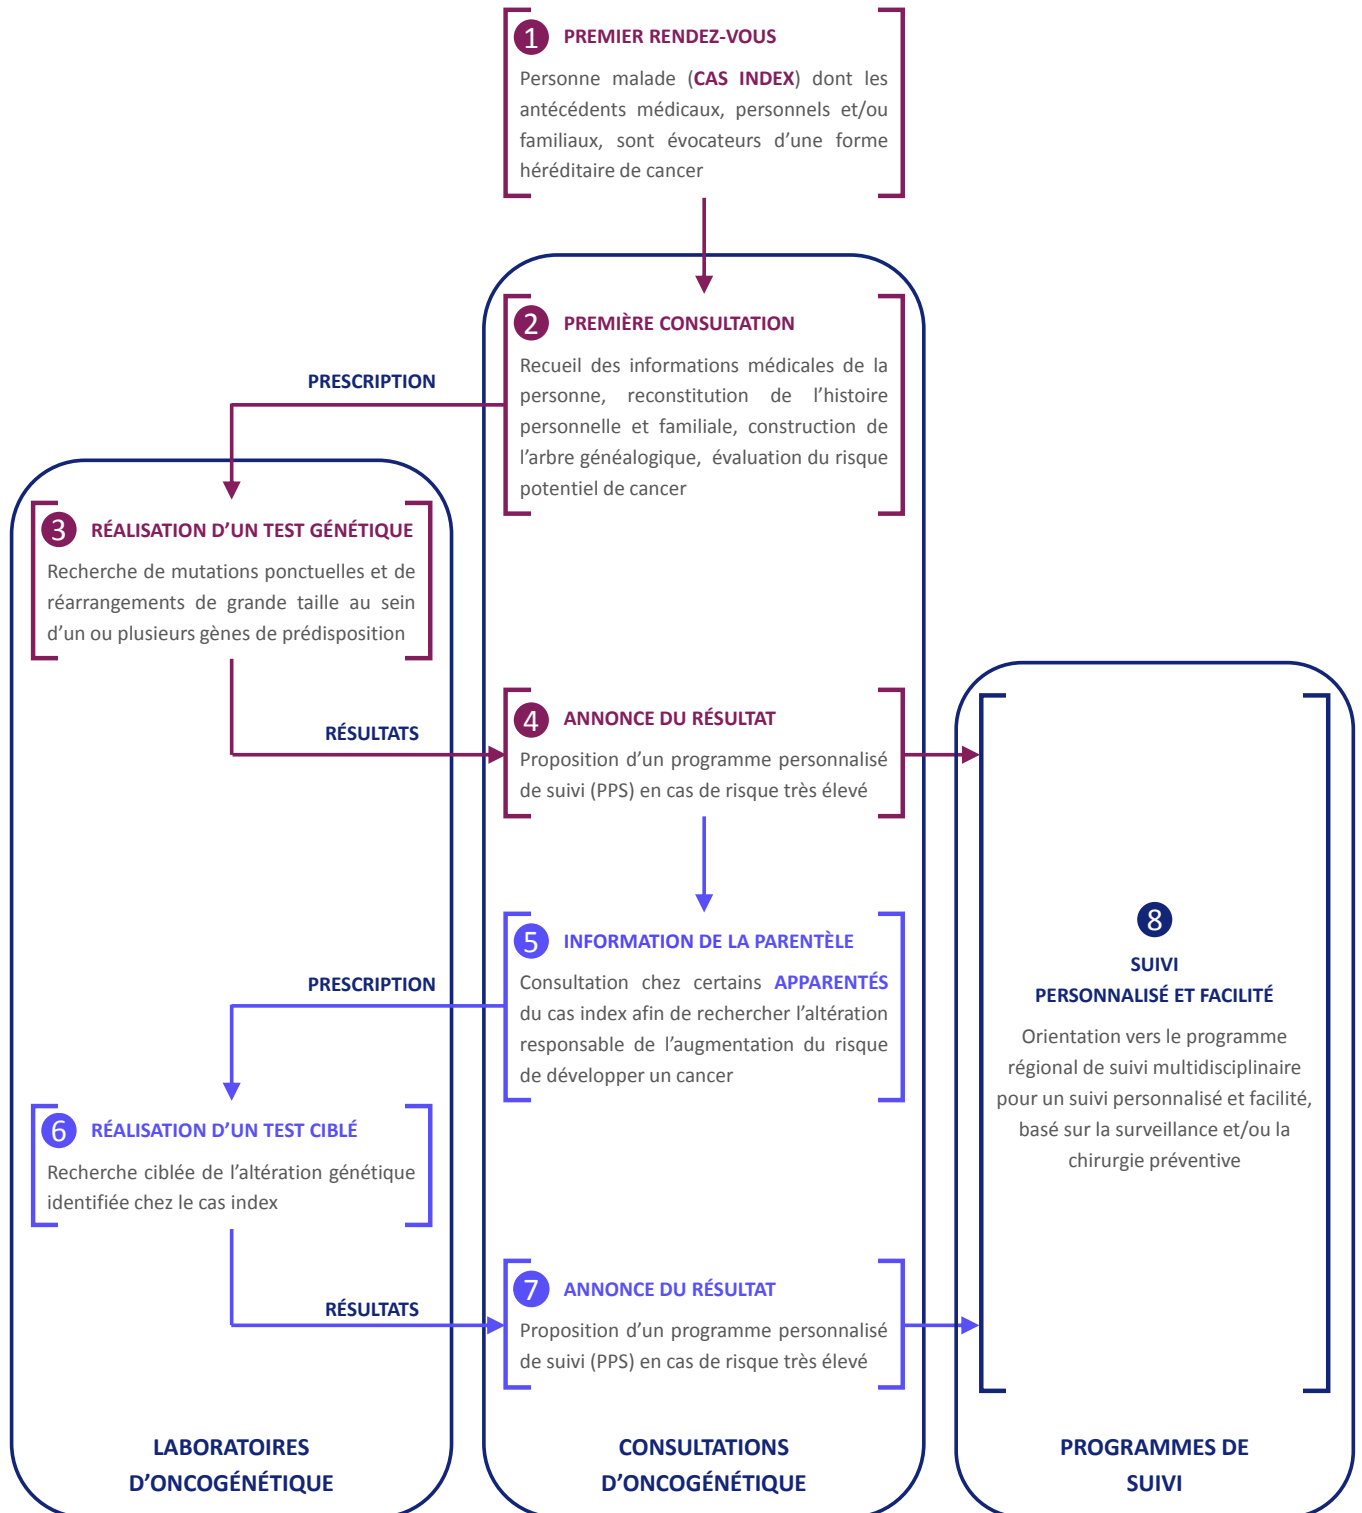 1 PREMIER RENDEZ-VOUS
Personne malade (CAS INDEX) dont les
antécédents médicaux, personnels et/ou
familiaux, sont évocateurs d’une forme
héréditaire de cancer
2 PREMIÈRE CONSULTATION
Recueil des informations médicales de la
personne, reconstitution de l’histoire
personnelle et familiale, construction de
l’arbre généalogique, évaluation du risque
potentiel de cancer
PRESCRIPTION
3 RÉALISATION D’UN TEST GÉNÉTIQUE
Recherche de mutations ponctuelles et de
réarrangements de grande taille au sein
d’un ou plusieurs gènes de prédisposition
RÉSULTATS
4 ANNONCE DU RÉSULTAT
Proposition d’un programme personnalisé
de suivi (PPS) en cas de risque très élevé
5 INFORMATION DE LA PARENTÈLE
Consultation chez certains APPARENTÉS
du cas index afin de rechercher l’altération
responsable de l’augmentation du risque
de développer un cancer
PRESCRIPTION
6 RÉALISATION D’UN TEST CIBLÉ
Recherche ciblée de l’altération génétique
identifiée chez le cas index
RÉSULTATS
7 ANNONCE DU RÉSULTAT
Proposition d’un programme personnalisé
de suivi (PPS) en cas de risque très élevé
8
SUIVI
PERSONNALISÉ ET FACILITÉ
Orientation vers le programme
régional de suivi multidisciplinaire
pour un suivi personnalisé et facilité,
basé sur la surveillance et/ou la
chirurgie préventive
LABORATOIRES
D’ONCOGÉNÉTIQUE
CONSULTATIONS
D’ONCOGÉNÉTIQUE
PROGRAMMES DE
SUIVI